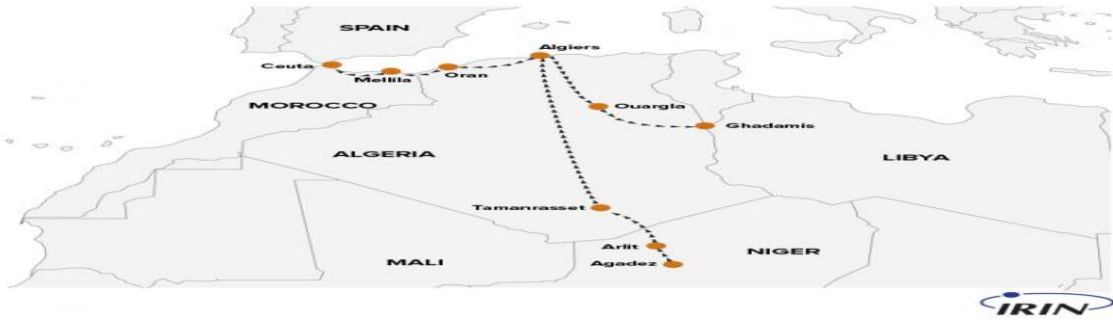 SPAIN
Algiers
Ceuta
Mellila
Oran
MOROCCO
Ouargla
Ghadamis
ALGERIA
LIBYA
Tamanrasset
Arlit
NIGER
MALI
Agadez
IRIN